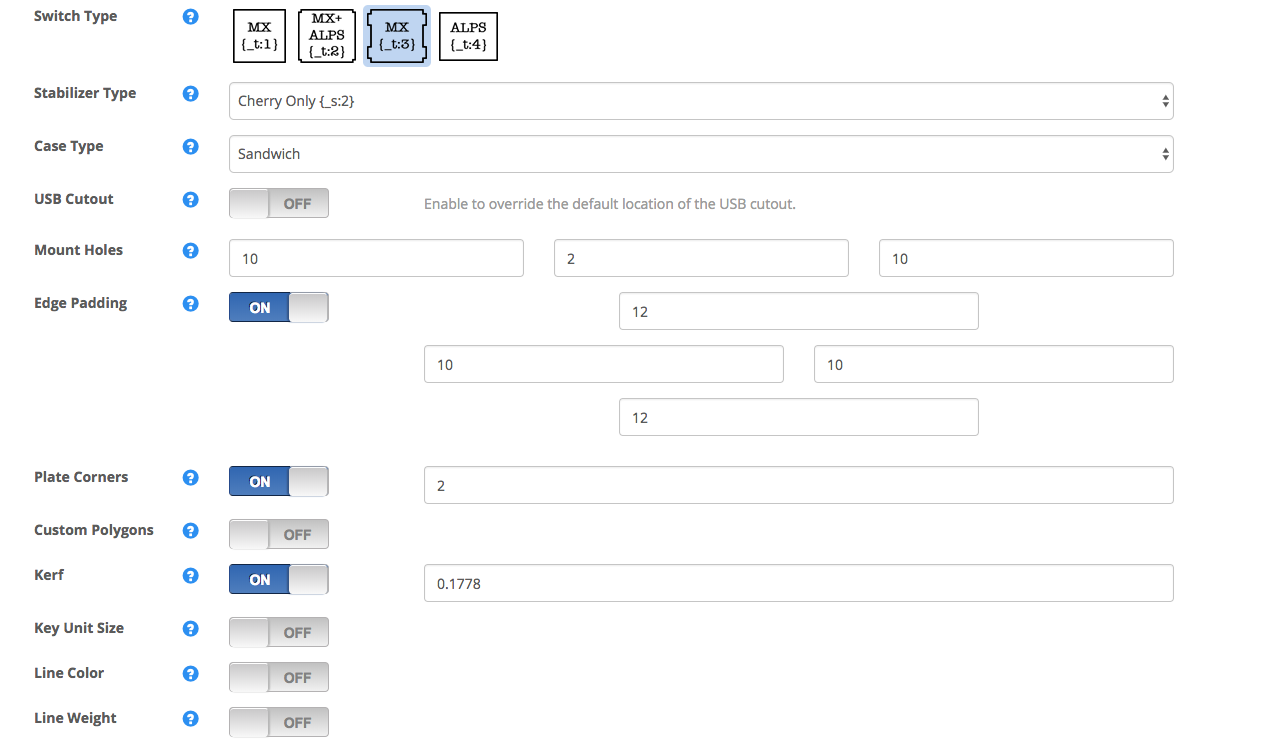 Switch Type
MX
{_t:1}
MX+
ALPS
{_t:2}
MX
{_t:3}
ALPS
{_t:4}
Stabilizer Type
Cherry Only {_s:2}
Case Type
Sandwich
USB Cutout
OFF
Enable to override the default location of the USB cutout.
Mount Holes
10
2
10
Edge Padding
ON
12
10
10
12
Plate Corners
ON
2
Custom Polygons
OFF
Kerf
ON
0.1778
Key Unit Size
OFF
Line Color
OFF
Line Weight
OFF